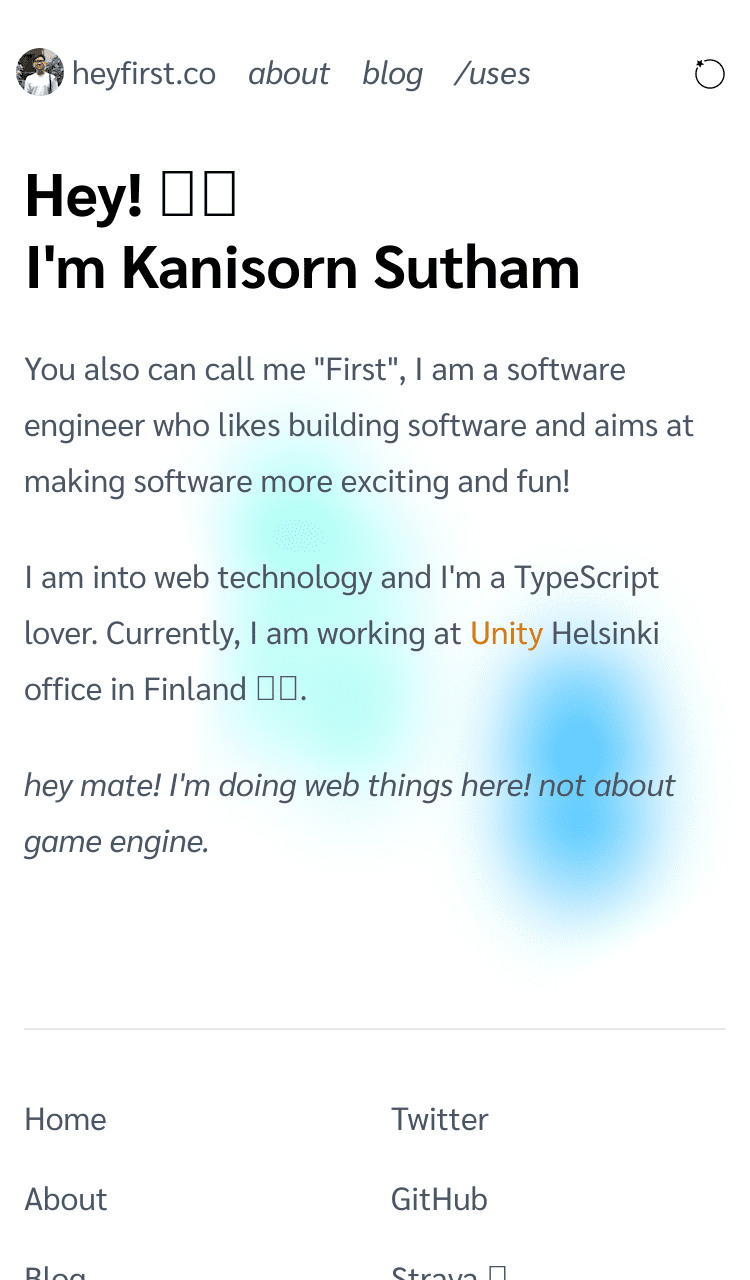 heyfirst.co about blog /uses
Hey!
I'm Kanisorn Sutham
You also can call me "First", I am a software
engineer who likes building software and aims at
making software more exciting and fun!
I am into web technology and I'm a TypeScript
lover. Currently, I am working at Unity Helsinki
office in Finland .
hey mate! I'm doing web things here! not about
game engine.
Home
Twitter
About
GitHub
Blog
Strava